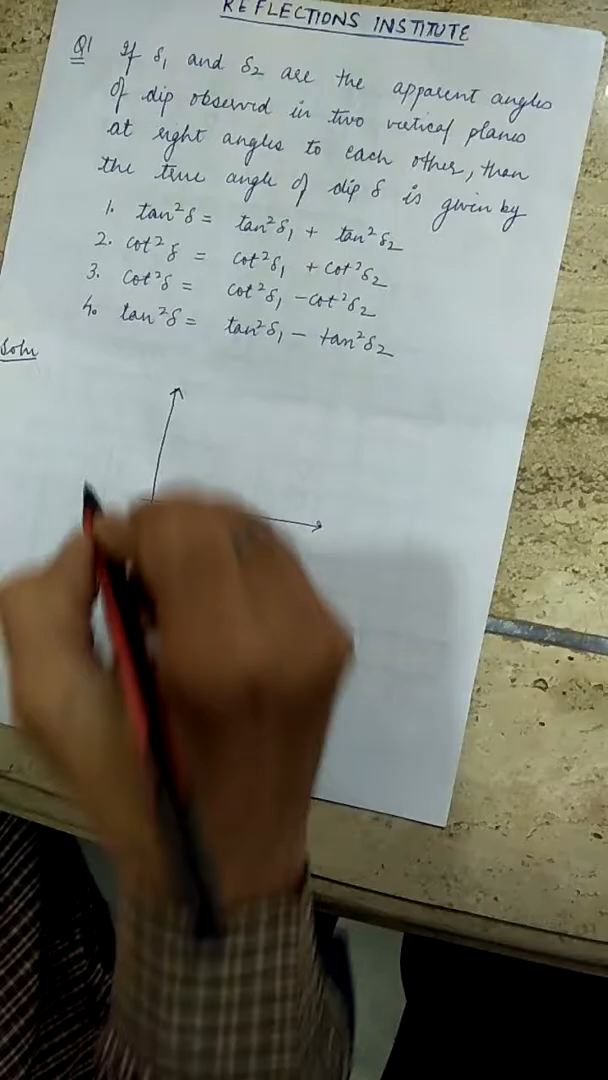 REFLECTIONS INSTITUTE
Q1 If δ₁ and δ₂ are the apparent angles
of dip observed in two vertical planes
at right angles to each other, then
the true angle of dip δ is given by
1. tan²δ = tan²δ₁ + tan²δ₂
2. cot²δ = cot²δ₁ + cot²δ₂
3. cot²δ = cot²δ₁ - cot²δ₂
4. tan²δ = tan²δ₁ - tan²δ₂
Soln